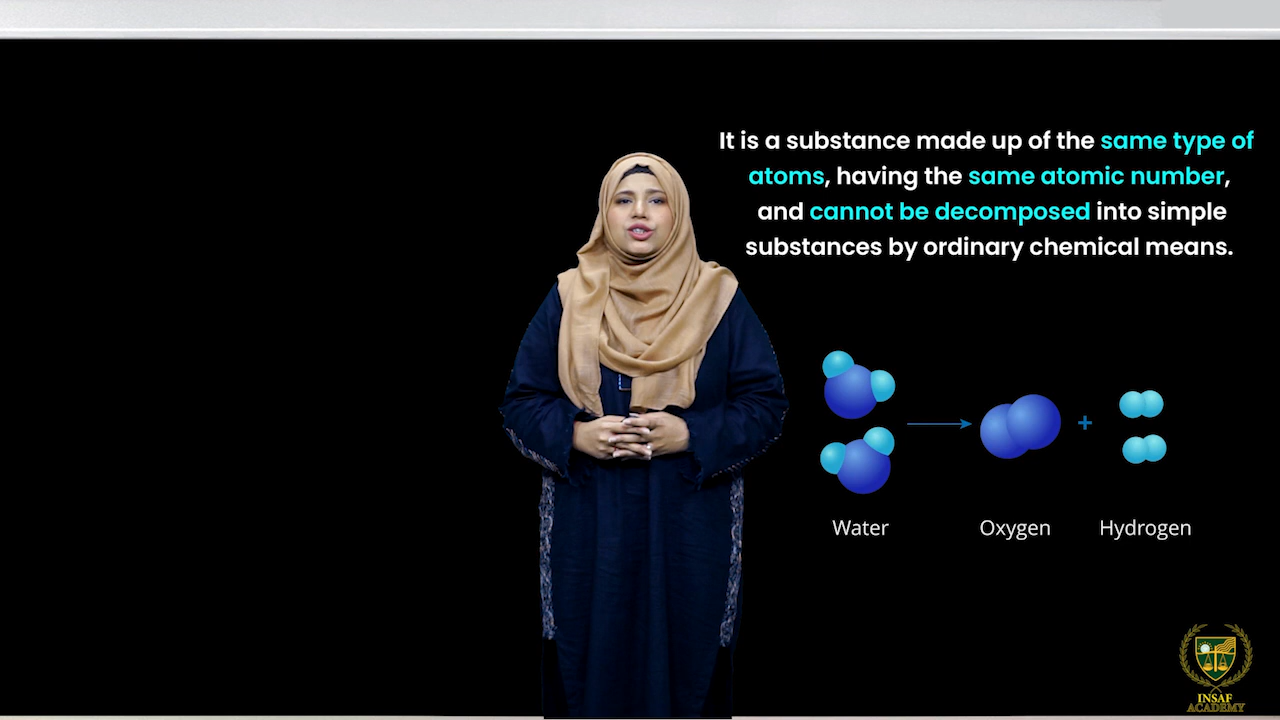 It is a substance made up of the same type of
atoms, having the same atomic number,
and cannot be decomposed into simple
substances by ordinary chemical means.
+
Water
Oxygen
Hydrogen
INSAF
ACADEMY